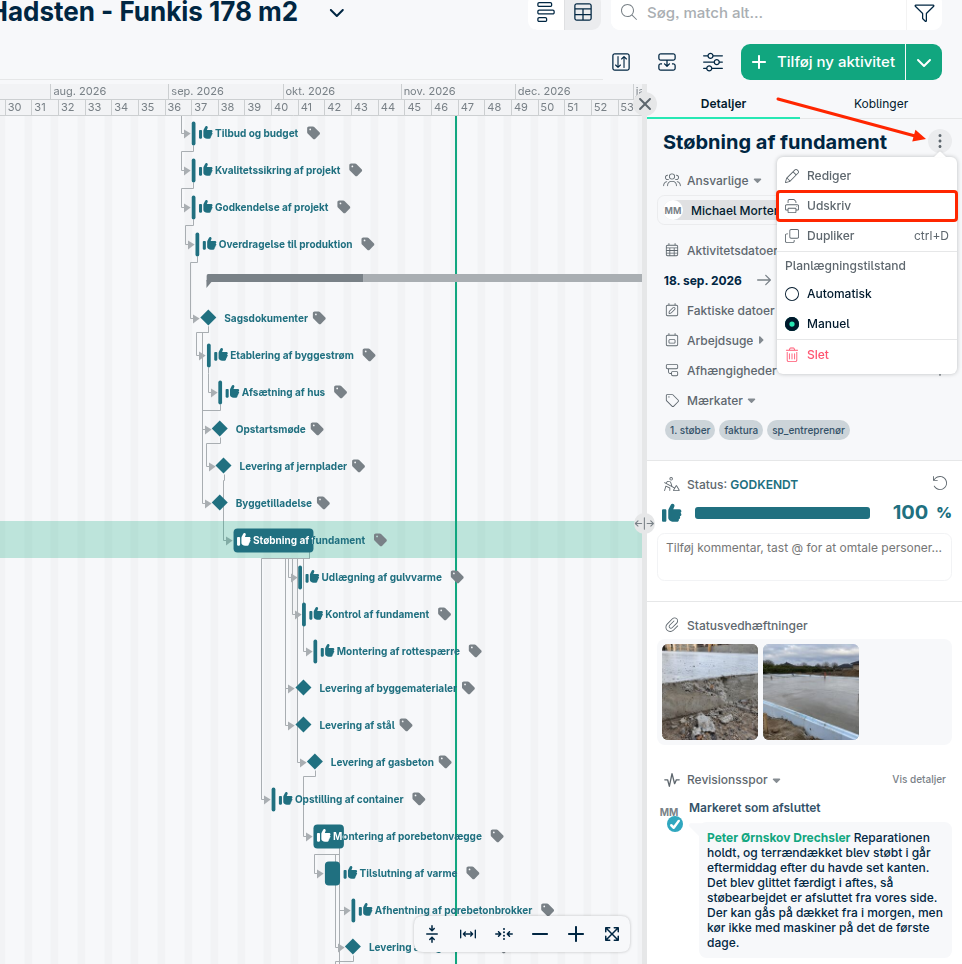 Hadsten - Funkis 178 m2
Søg, match alt...
Tilføj ny aktivitet
aug. 2026 sep. 2026 okt. 2026 nov. 2026 dec. 2026
30 31 32 33 34 35 36 37 38 39 40 41 42 43 44 45 46 47 48 49 50 51 52 53
Detaljer Koblinger
Tilbud og budget
Kvalitetssikring af projekt
Godkendelse af projekt
Overdragelse til produktion
Sagsdokumenter
Etablering af byggestrøm
Afsætning af hus
Opstartsmøde
Levering af jernplader
Byggetilladelse
Støbning af fundament
Udlægning af gulvvarme
Kontrol af fundament
Montering af rottespærre
Levering af byggematerialer
Levering af stål
Levering af gasbeton
Opstilling af container
Montering af porebetonvægge
Tilslutning af varme
Afhentning af porebetonbrokker
Levering
Støbning af fundament
Ansvarlige
MM Michael Morten
Aktivitetsdatoer
18. sep. 2026
Faktiske datoer
Arbejdsuge
Afhængigheder
Mærkater
1. støber faktura sp_entreprenør
Rediger
Udskriv
Dupliker ctrl+D
Planlægningstilstand
Automatisk
Manuel
Slet
Status: GODKENDT
100 %
Tilføj kommentar, tast @ for at omtale personer...
Statusvedhæftninger
Revisionsspor Vis detaljer
MM Markeret som afsluttet
Peter Ørnskov Drechsler Reparationen
holdt, og terrændækket blev støbt i går
eftermiddag efter du havde set kanten.
Det blev glittet færdigt i aftes, så
støbearbejdet er afsluttet fra vores side.
Der kan gås på dækket fra i morgen, men
kør ikke med maskiner på det de første
dage.